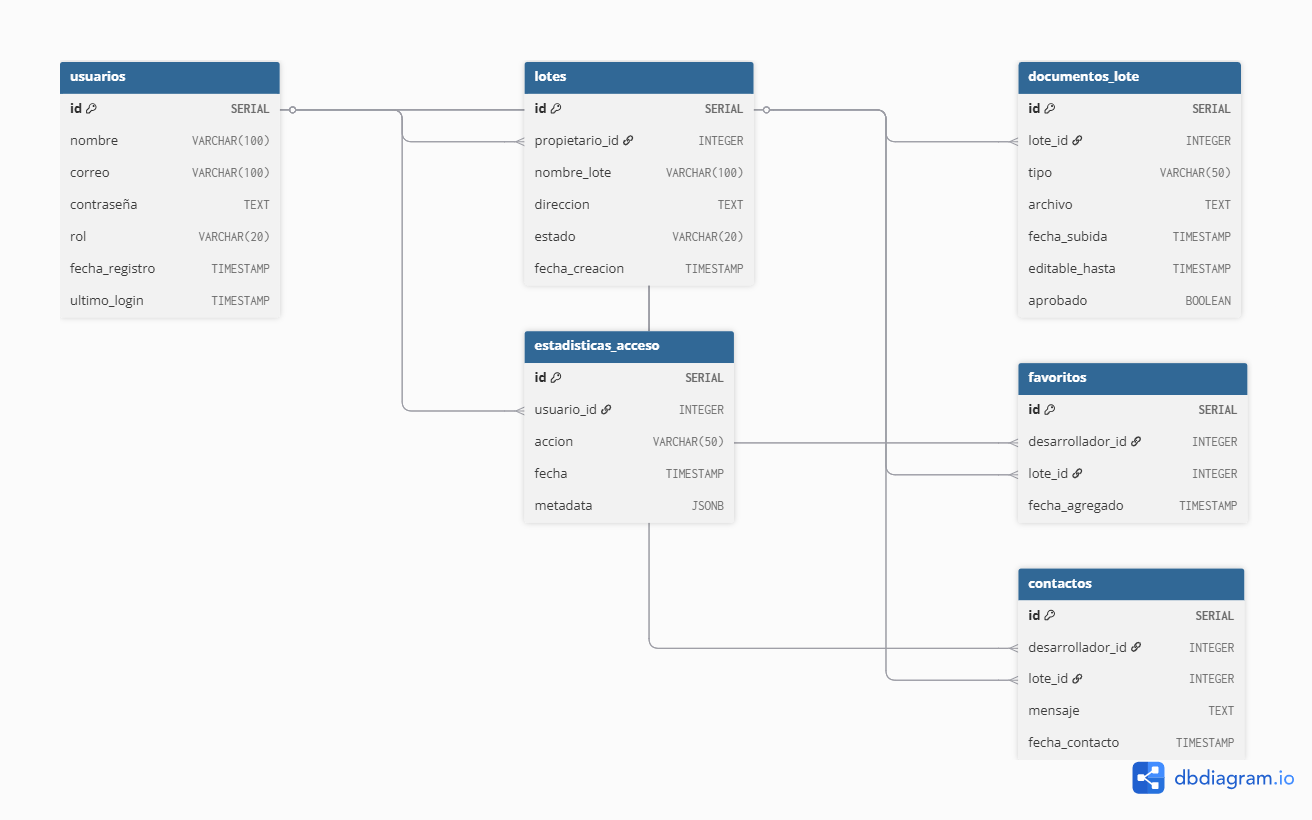 usuarios
id SERIAL
nombre VARCHAR(100)
correo VARCHAR(100)
contraseña TEXT
rol VARCHAR(20)
fecha_registro TIMESTAMP
ultimo_login TIMESTAMP
lotes
id SERIAL
propietario_id INTEGER
nombre_lote VARCHAR(100)
direccion TEXT
estado VARCHAR(20)
fecha_creacion TIMESTAMP
estadisticas_acceso
id SERIAL
usuario_id INTEGER
accion VARCHAR(50)
fecha TIMESTAMP
metadata JSONB
documentos_lote
id SERIAL
lote_id INTEGER
tipo VARCHAR(50)
archivo TEXT
fecha_subida TIMESTAMP
editable_hasta TIMESTAMP
aprobado BOOLEAN
favoritos
id SERIAL
desarrollador_id INTEGER
lote_id INTEGER
fecha_agregado TIMESTAMP
contactos
id SERIAL
desarrollador_id INTEGER
lote_id INTEGER
mensaje TEXT
fecha_contacto TIMESTAMP
dbdiagram.io